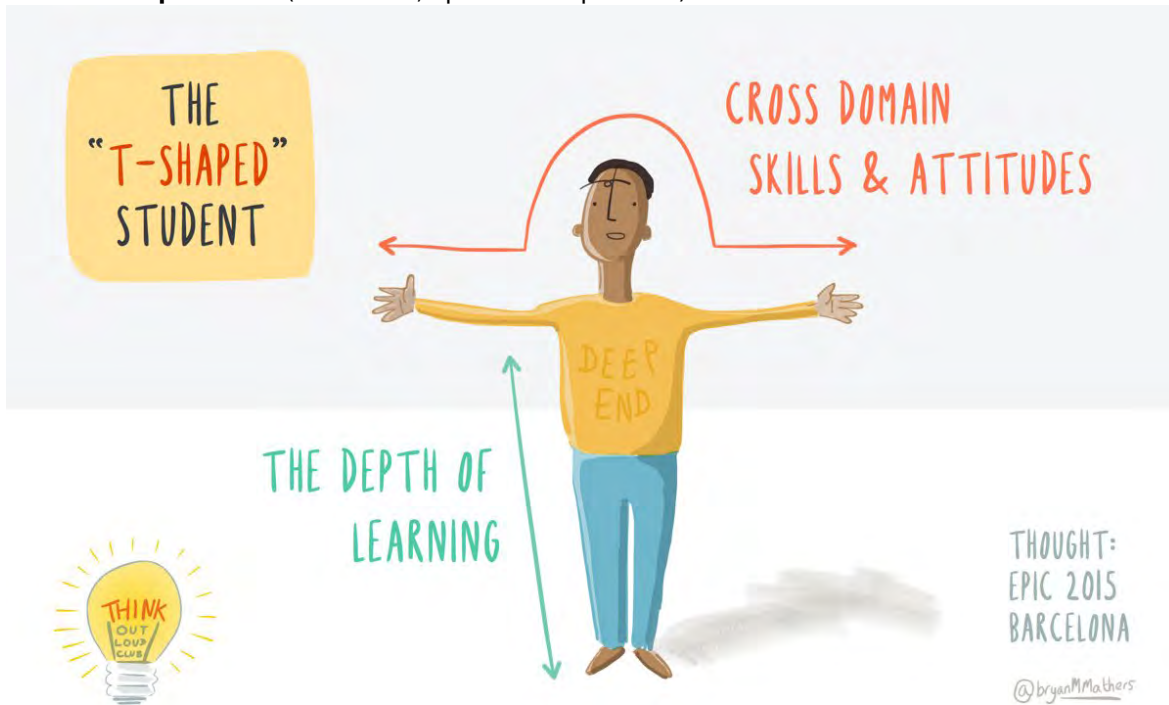 THE
"T-SHAPED"
STUDENT
CROSS DOMAIN
SKILLS & ATTITUDES
DEEP
END
THE DEPTH OF
LEARNING
THINK
OUT
LOUD
CLUB
THOUGHT:
EPIC 2015
BARCELONA
@bryanMMathers